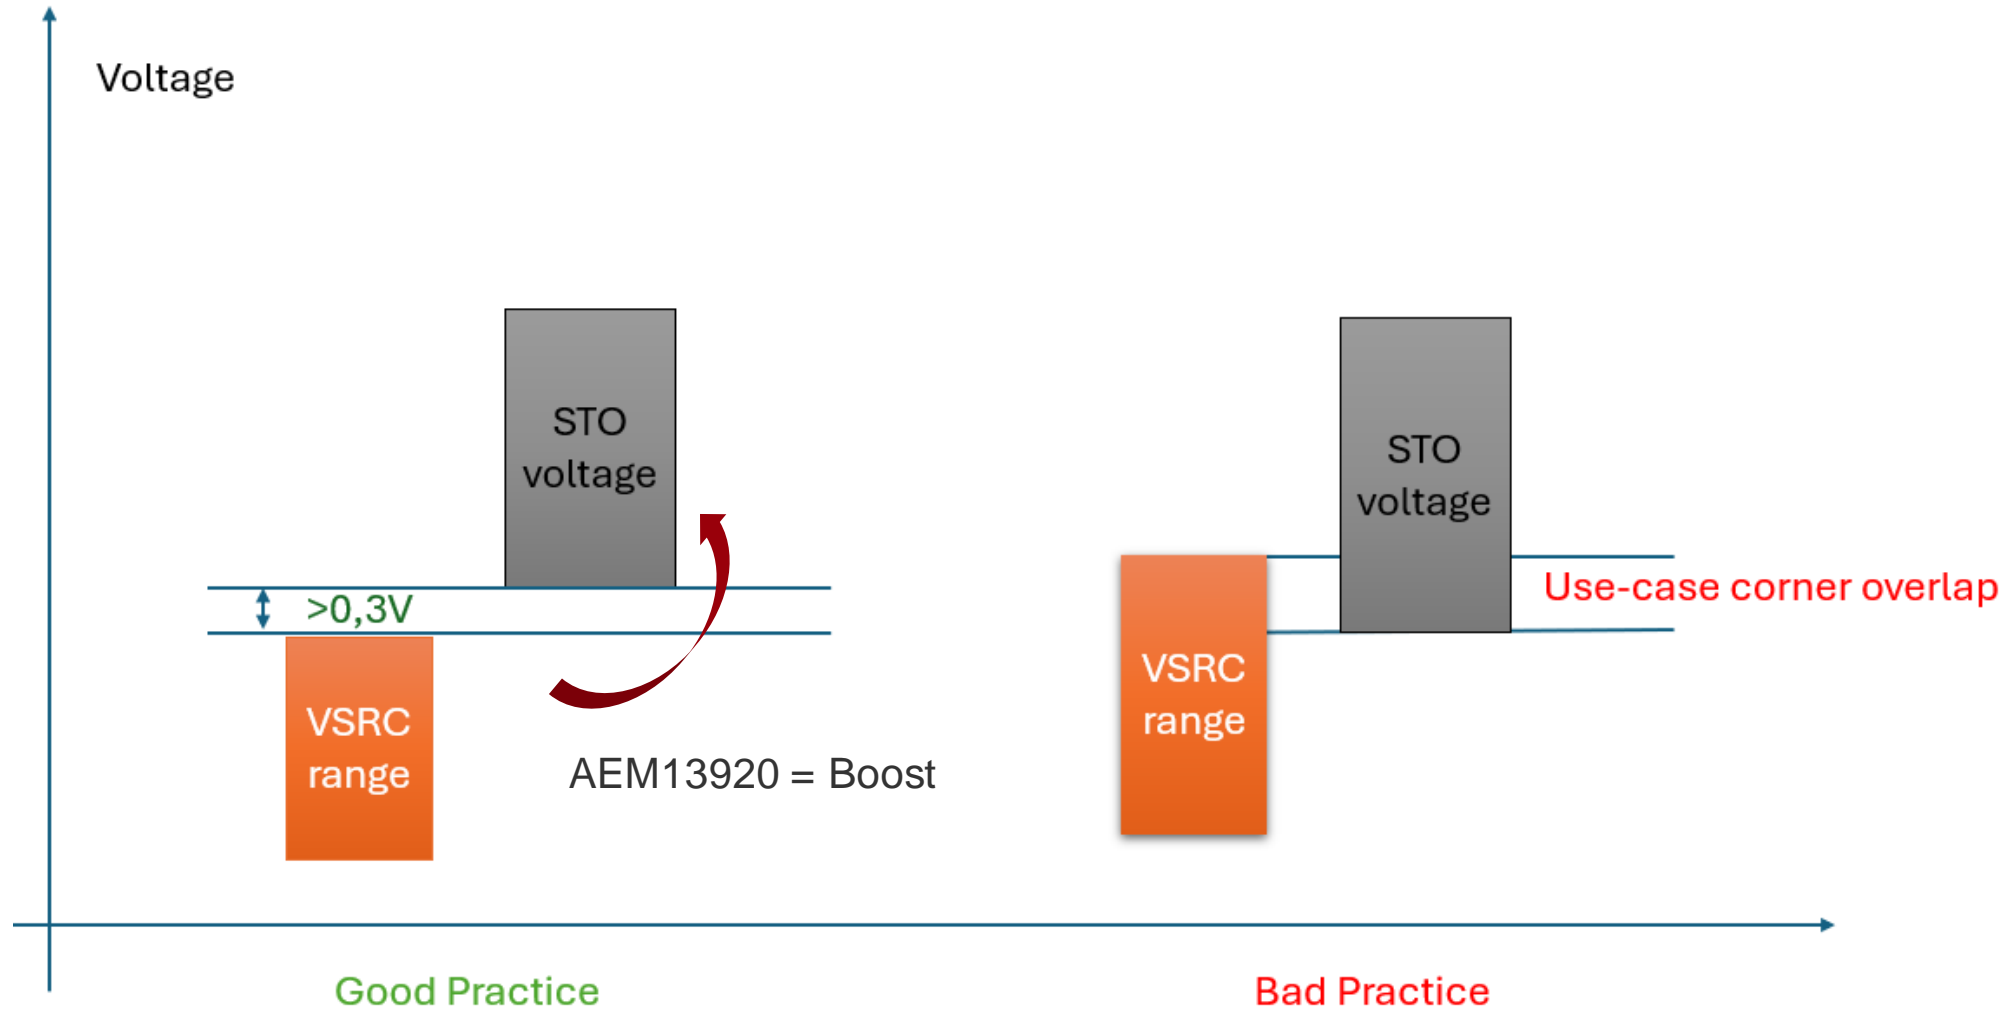 Voltage
STO
voltage
>0,3V
VSRC
range
AEM13920 = Boost
STO
voltage
Use-case corner overlap
VSRC
range
Good Practice
Bad Practice